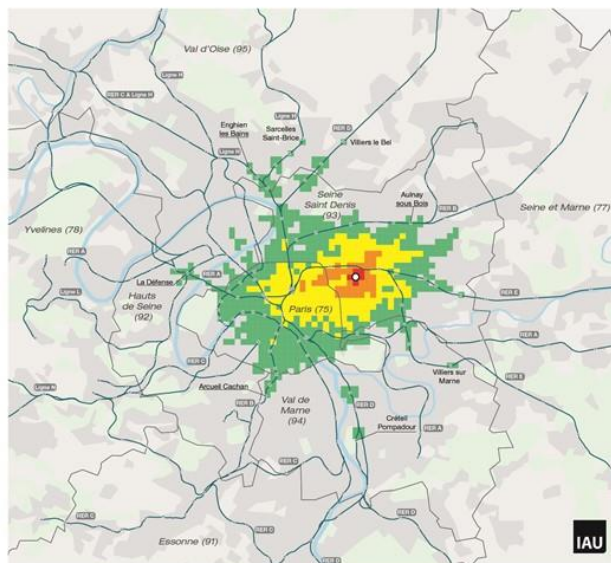 Val d'Oise (95)
RER C & Ligne H
Ligne H
Ligne H
Enghien
les Bains
Sarcelles
Saint-Brice
RER D
Villiers le Bel
Ligne H
Seine
Saint Denis
(93)
Aulnay
sous Bois
RER B
Seine et Marne (77)
Yvelines (78)
RER A
RER A
La Défense
Ligne L
Hauts
de Seine
(92)
Paris (75)
RER E
RER A
RER C
Ligne N
Arcueil Cachan
RER B
Val de
Marne
(94)
RER D
Villiers sur
Marne
RER E
Créteil
Pompadour
RER A
RER C
RER C
RER C
RER D
Essonne (91)
RER D
IAU